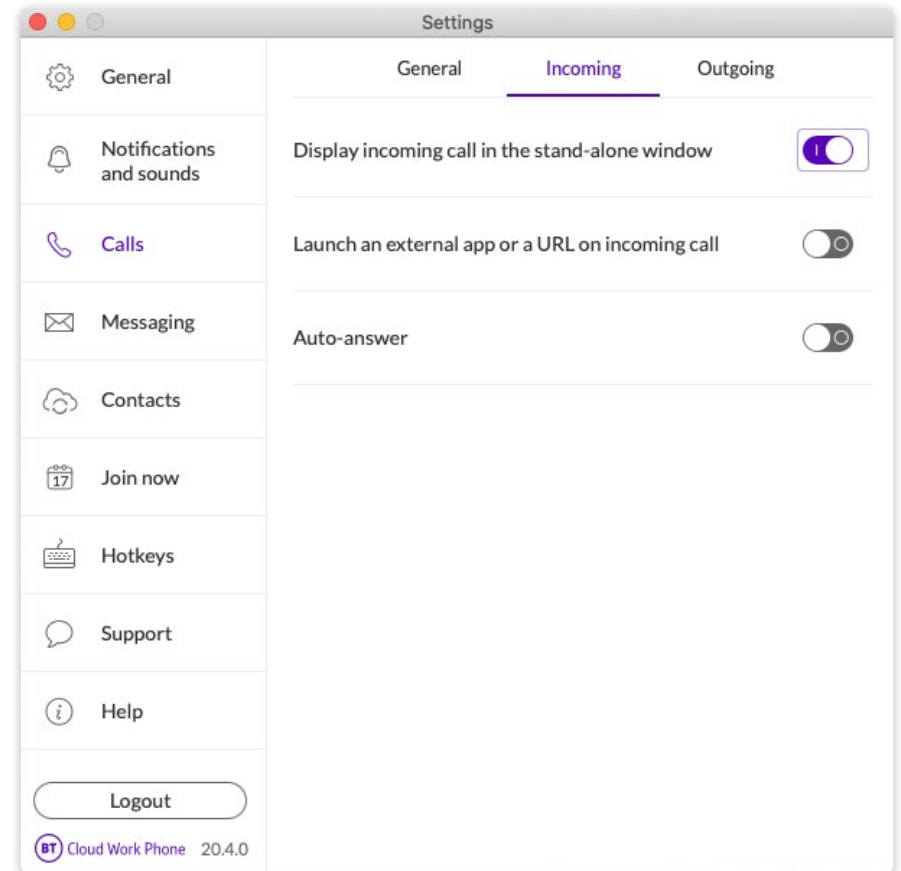 Settings
General
Notifications
and sounds
Calls
Messaging
Contacts
17
Join now
Hotkeys
Support
i
Help
Logout
BT Cloud Work Phone 20.4.0
General Incoming Outgoing
Display incoming call in the stand-alone window
Launch an external app or a URL on incoming call
Auto-answer